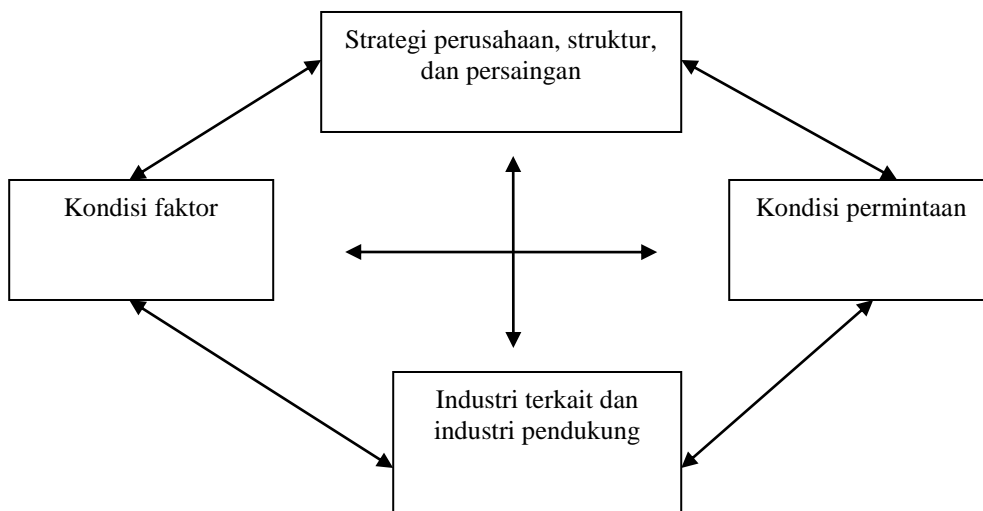 Strategi perusahaan, struktur,
dan persaingan
Kondisi faktor
Kondisi permintaan
Industri terkait dan
industri pendukung